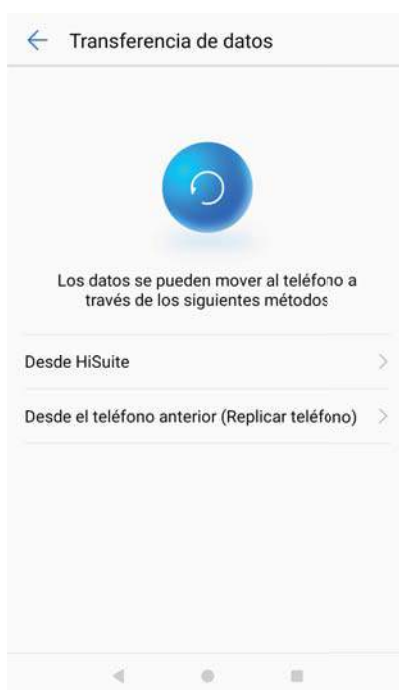 Transferencia de datos
Los datos se pueden mover al teléfono a
través de los siguientes métodos
Desde HiSuite
Desde el teléfono anterior (Replicar teléfono)